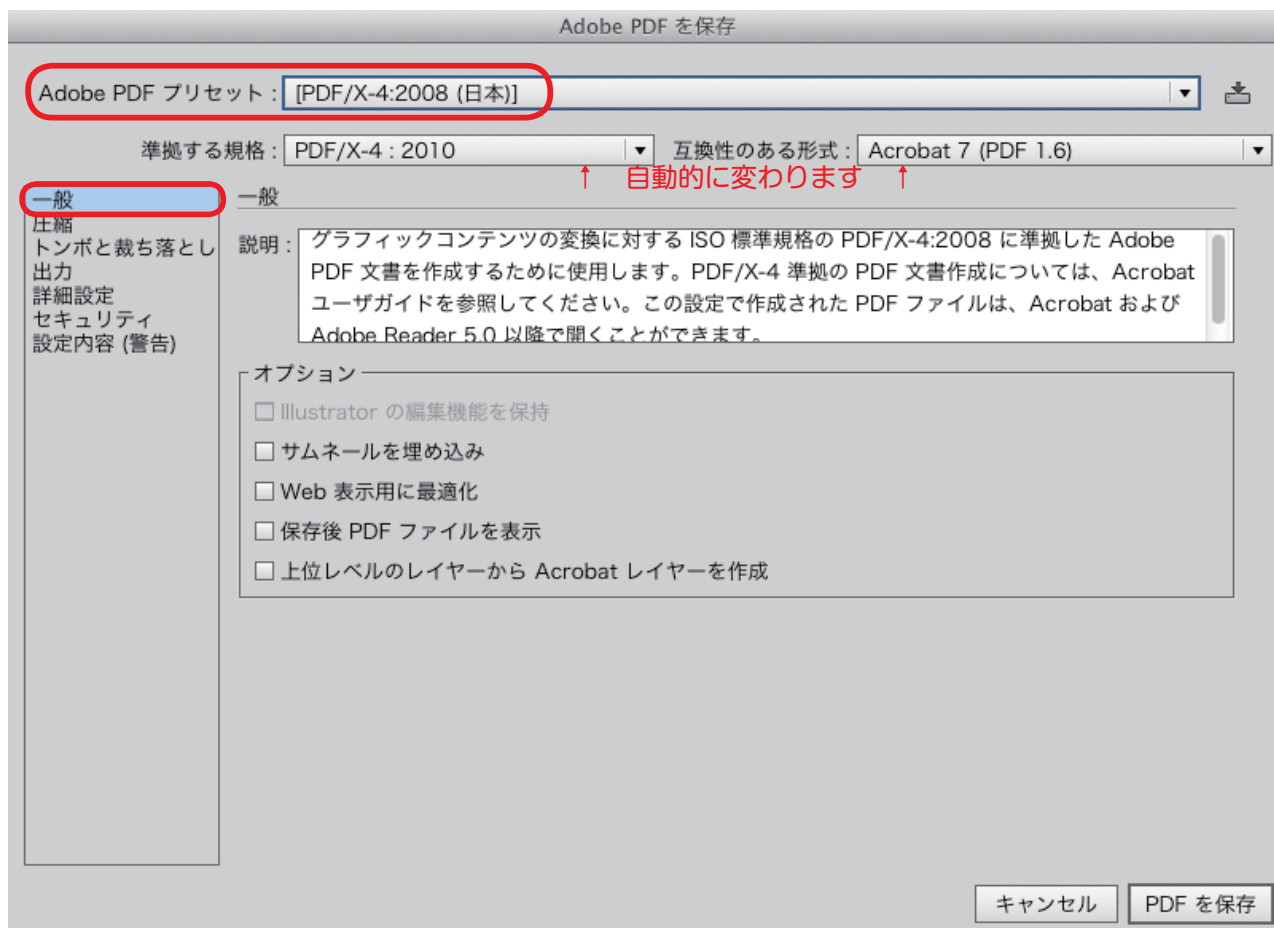 Adobe PDF を保存
Adobe PDF プリセット : [PDF/X-4:2008 (日本)]
準拠する規格 : PDF/X-4 : 2010 互換性のある形式 : Acrobat 7 (PDF 1.6)
↑ 自動的に変わります ↑
一般
圧縮
トンボと裁ち落とし
出力
詳細設定
セキュリティ
設定内容 (警告)
一般
説明 : グラフィックコンテンツの変換に対する ISO 標準規格の PDF/X-4:2008 に準拠した Adobe
PDF 文書を作成するために使用します。PDF/X-4 準拠の PDF 文書作成については、Acrobat
ユーザガイドを参照してください。この設定で作成された PDF ファイルは、Acrobat および
Adobe Reader 5.0 以降で開くことができます。
オプション
Illustrator の編集機能を保持
サムネールを埋め込み
Web 表示用に最適化
保存後 PDF ファイルを表示
上位レベルのレイヤーから Acrobat レイヤーを作成
キャンセル PDF を保存